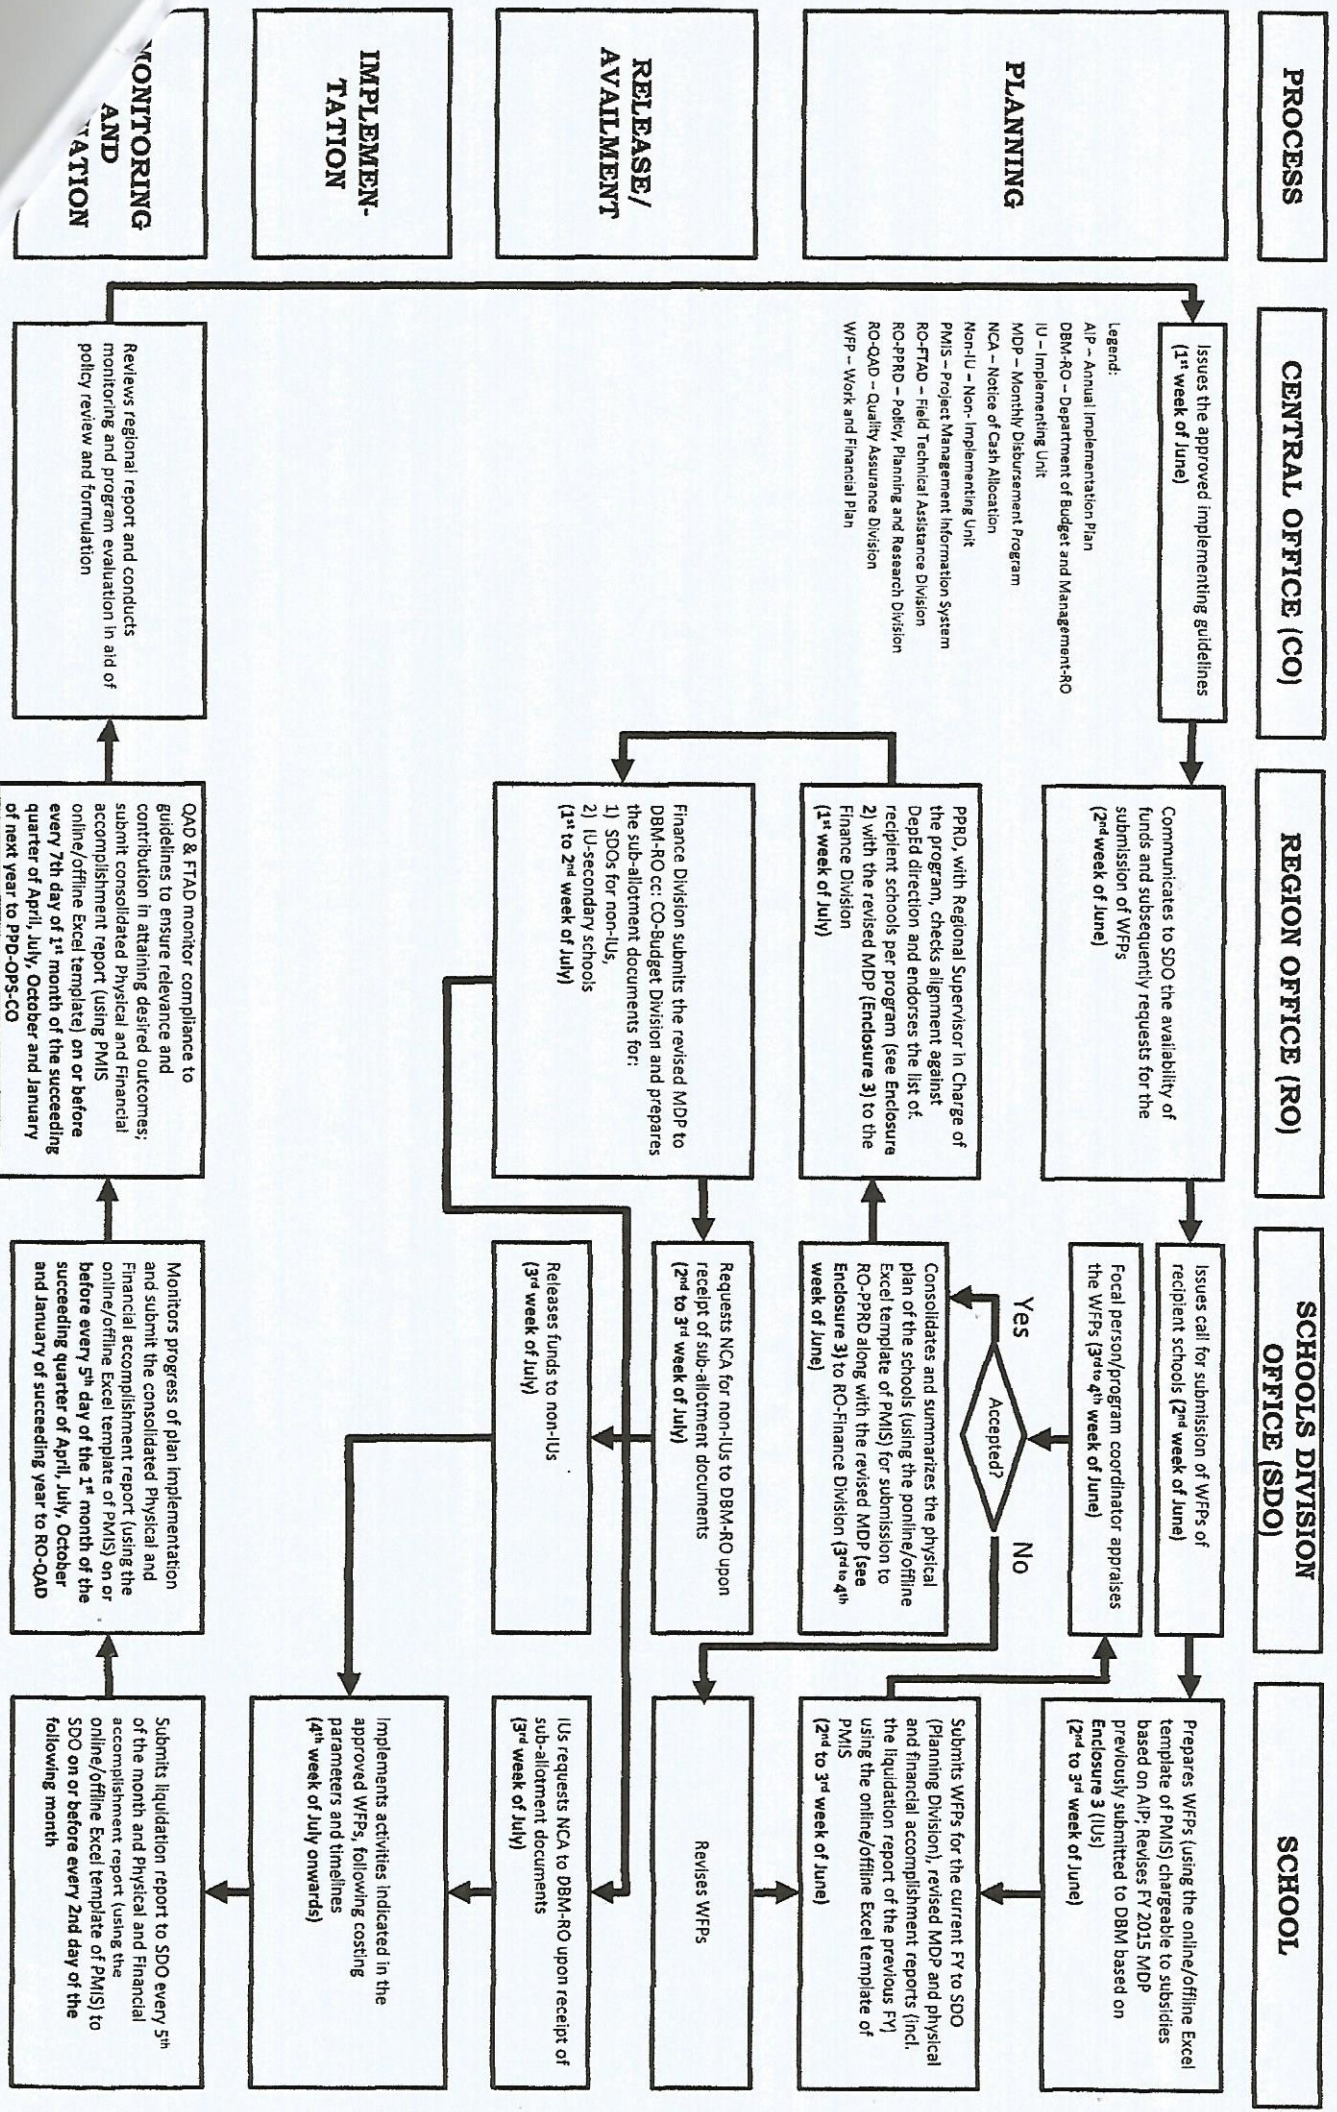 PROCESS
CENTRAL OFFICE (CO)
REGION OFFICE (RO)
SCHOOLS DIVISION
OFFICE (SDO)
SCHOOL
PLANNING
Issues the approved implementing guidelines
(1st week of June)
Legend:
AIP – Annual Implementation Plan
DBM-RO – Department of Budget and Management-RO
IU – Implementing Unit
MDP – Monthly Disbursement Program
NCA – Notice of Cash Allocation
Non-IU – Non- Implementing Unit
PMIS – Project Management Information System
RO-FTAD – Field Technical Assistance Division
RO-PPRD – Policy, Planning and Research Division
RO-QAD – Quality Assurance Division
WFP – Work and Financial Plan
Communicates to SDO the availability of
funds and subsequently requests for the
submission of WFPs
(2nd week of June)
Issues call for submission of WFPs of
recipient schools (2nd week of June)
Prepares WFPs (using the online/offline Excel
template of PMIS) chargeable to subsidies
based on AIP; Revises FY 2015 MDP
previously submitted to DBM based on
Enclosure 3 (IUs)
(2nd to 3rd week of June)
Focal person/program coordinator appraises
the WFPs (3rd to 4th week of June)
Yes
Accepted?
No
Submits WFPs for the current FY to SDO
(Planning Division), revised MDP and physical
and financial accomplishment reports (incl.
the liquidation report of the previous FY)
using the online/offline Excel template of
PMIS
(2nd to 3rd week of June)
PPRD, with Regional Supervisor in Charge of
the program, checks alignment against
DepEd direction and endorses the list of
recipient schools per program (see Enclosure
2) with the revised MDP (Enclosure 3) to the
Finance Division
(1st week of July)
Consolidates and summarizes the physical
plan of the schools (using the ponline/offline
Excel template of PMIS) for submission to
RO-PPRD along with the revised MDP (see
Enclosure 3) to RO-Finance Division (3rd to 4th
week of June)
Revises WFPs
RELEASE/
AVAILMENT
Finance Division submits the revised MDP to
DBM-RO cc: CO-Budget Division and prepares
the sub-allotment documents for:
1) SDOs for non-IUs,
2) IU-secondary schools
(1st to 2nd week of July)
Requests NCA for non-IUs to DBM-RO upon
receipt of sub-allotment documents
(2nd to 3rd week of July)
Releases funds to non-IUs
(3rd week of July)
IUs requests NCA to DBM-RO upon receipt of
sub-allotment documents
(3rd week of July)
IMPLEMEN-
TATION
Implements activities indicated in the
approved WFPs, following costing
parameters and timelines
(4th week of July onwards)
MONITORING
AND
Reviews regional report and conducts
monitoring and program evaluation in aid of
policy review and formulation
QAD & FTAD monitor compliance to
guidelines to ensure relevance and
contribution in attaining desired outcomes;
submit consolidated Physical and Financial
accomplishment report (using PMIS
online/offline Excel template) on or before
every 7th day of 1st month of the succeeding
quarter of April, July, October and January
of next year to PPD-OPS-CO
Monitors progress of plan implementation
and submit the consolidated Physical and
Financial accomplishment report (using the
online/offline Excel template of PMIS) on or
before every 5th day of the 1st month of the
succeeding quarter of April, July, October
and January of succeeding year to RO-QAD
Submits liquidation report to SDO every 5th
of the month and Physical and Financial
accomplishment report (using the
online/offline Excel template of PMIS) to
SDO on or before every 2nd day of the
following month